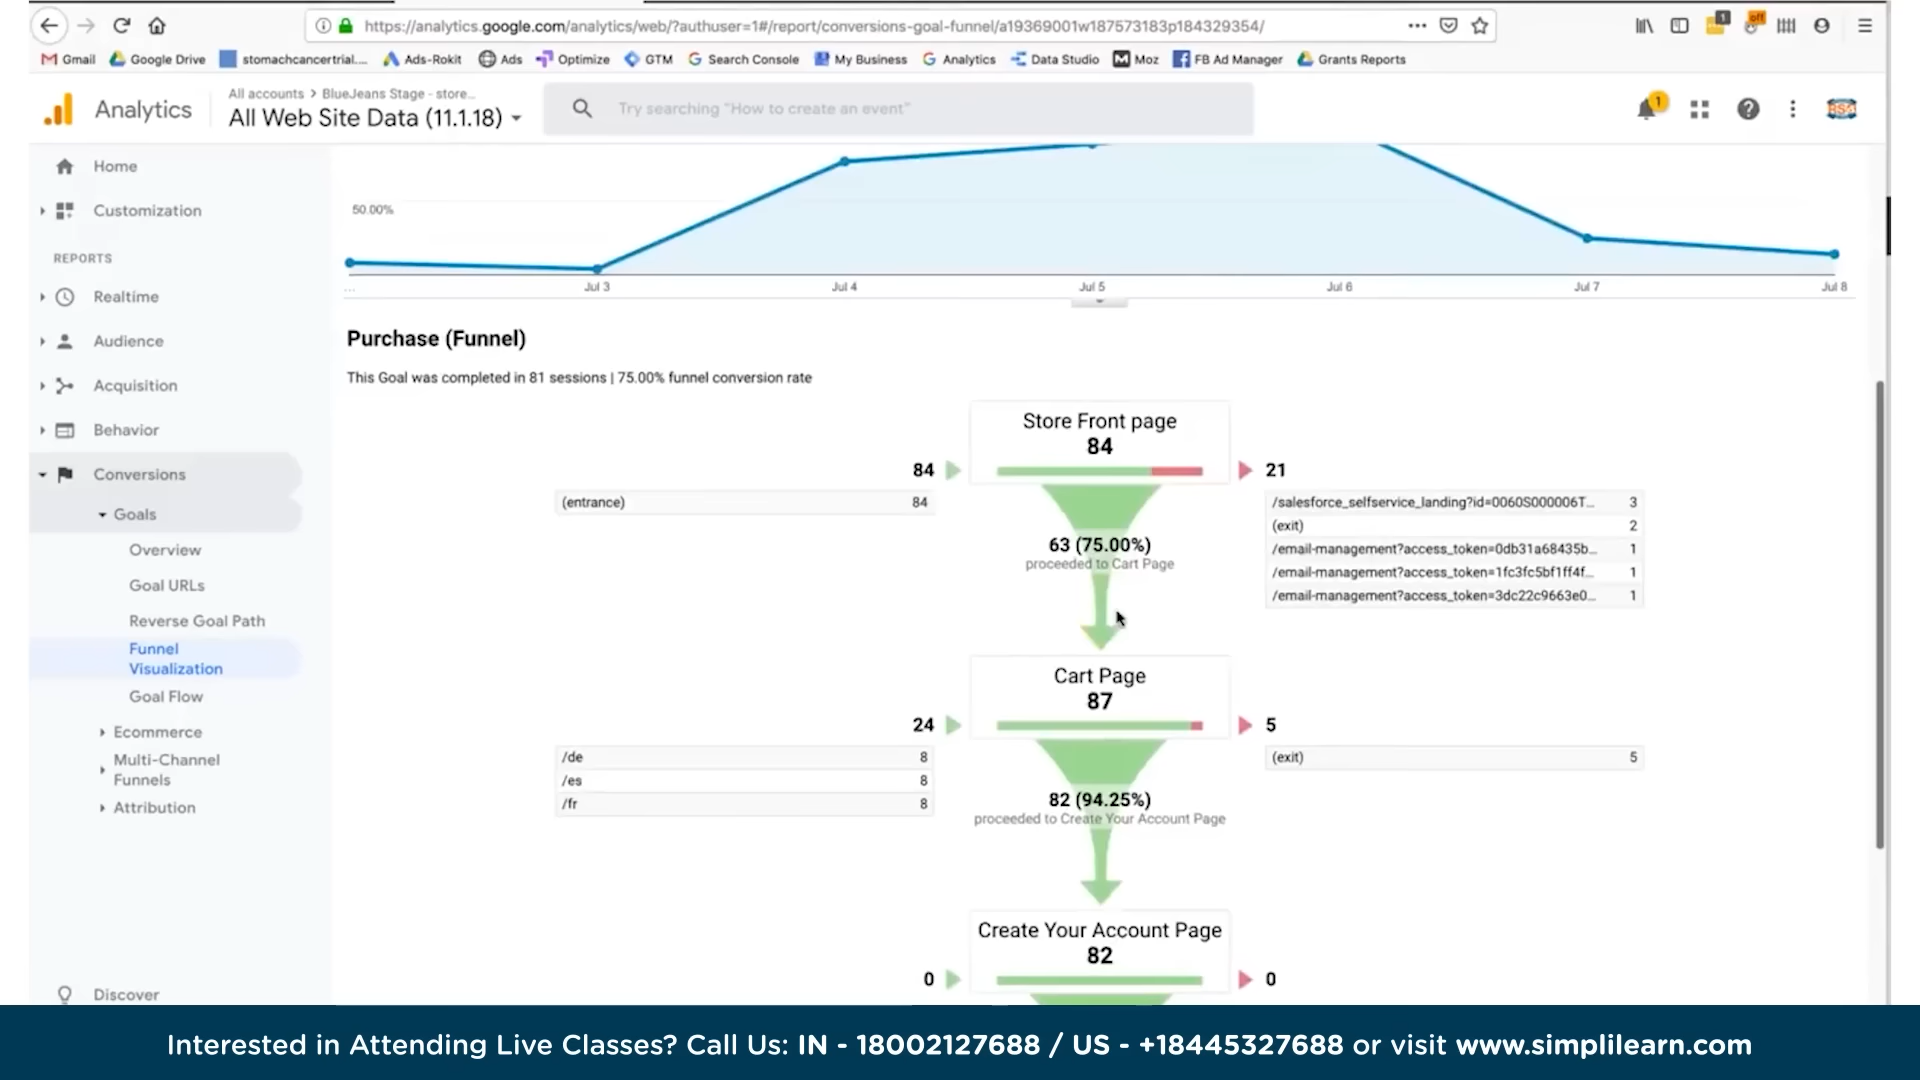 https://analytics.google.com/analytics/web/?authuser=1#/report/conversions-goal-funnel/a19369001w187573183p184329354/
1
off
Gmail Google Drive stomachcancertrial.... Ads-Rokit Ads Optimize GTM Search Console My Business Analytics Data Studio Moz FB Ad Manager Grants Reports
Analytics
All accounts > BlueJeans Stage - store...
All Web Site Data (11.1.18)
Try searching "How to create an event"
1
Home
Customization
REPORTS
Realtime
Audience
Acquisition
Behavior
Conversions
Goals
Overview
Goal URLs
Reverse Goal Path
Funnel
Visualization
Goal Flow
Ecommerce
Multi-Channel
Funnels
Attribution
Discover
50.00%
... Jul 3 Jul 4 Jul 5 Jul 6 Jul 7 Jul 8
Purchase (Funnel)
This Goal was completed in 81 sessions | 75.00% funnel conversion rate
Store Front page
84
84 21
(entrance) 84
/salesforce_selfservice_landing?id=0060S000006T... 3
(exit) 2
/email-management?access_token=0db31a68435b... 1
/email-management?access_token=1fc3fc5bf1ff4f... 1
/email-management?access_token=3dc22c9663e0... 1
63 (75.00%)
proceeded to Cart Page
Cart Page
87
24 5
/de 8
/es 8
/fr 8
(exit) 5
82 (94.25%)
proceeded to Create Your Account Page
Create Your Account Page
82
0 0
Interested in Attending Live Classes? Call Us: IN - 18002127688 / US - +18445327688 or visit www.simplilearn.com